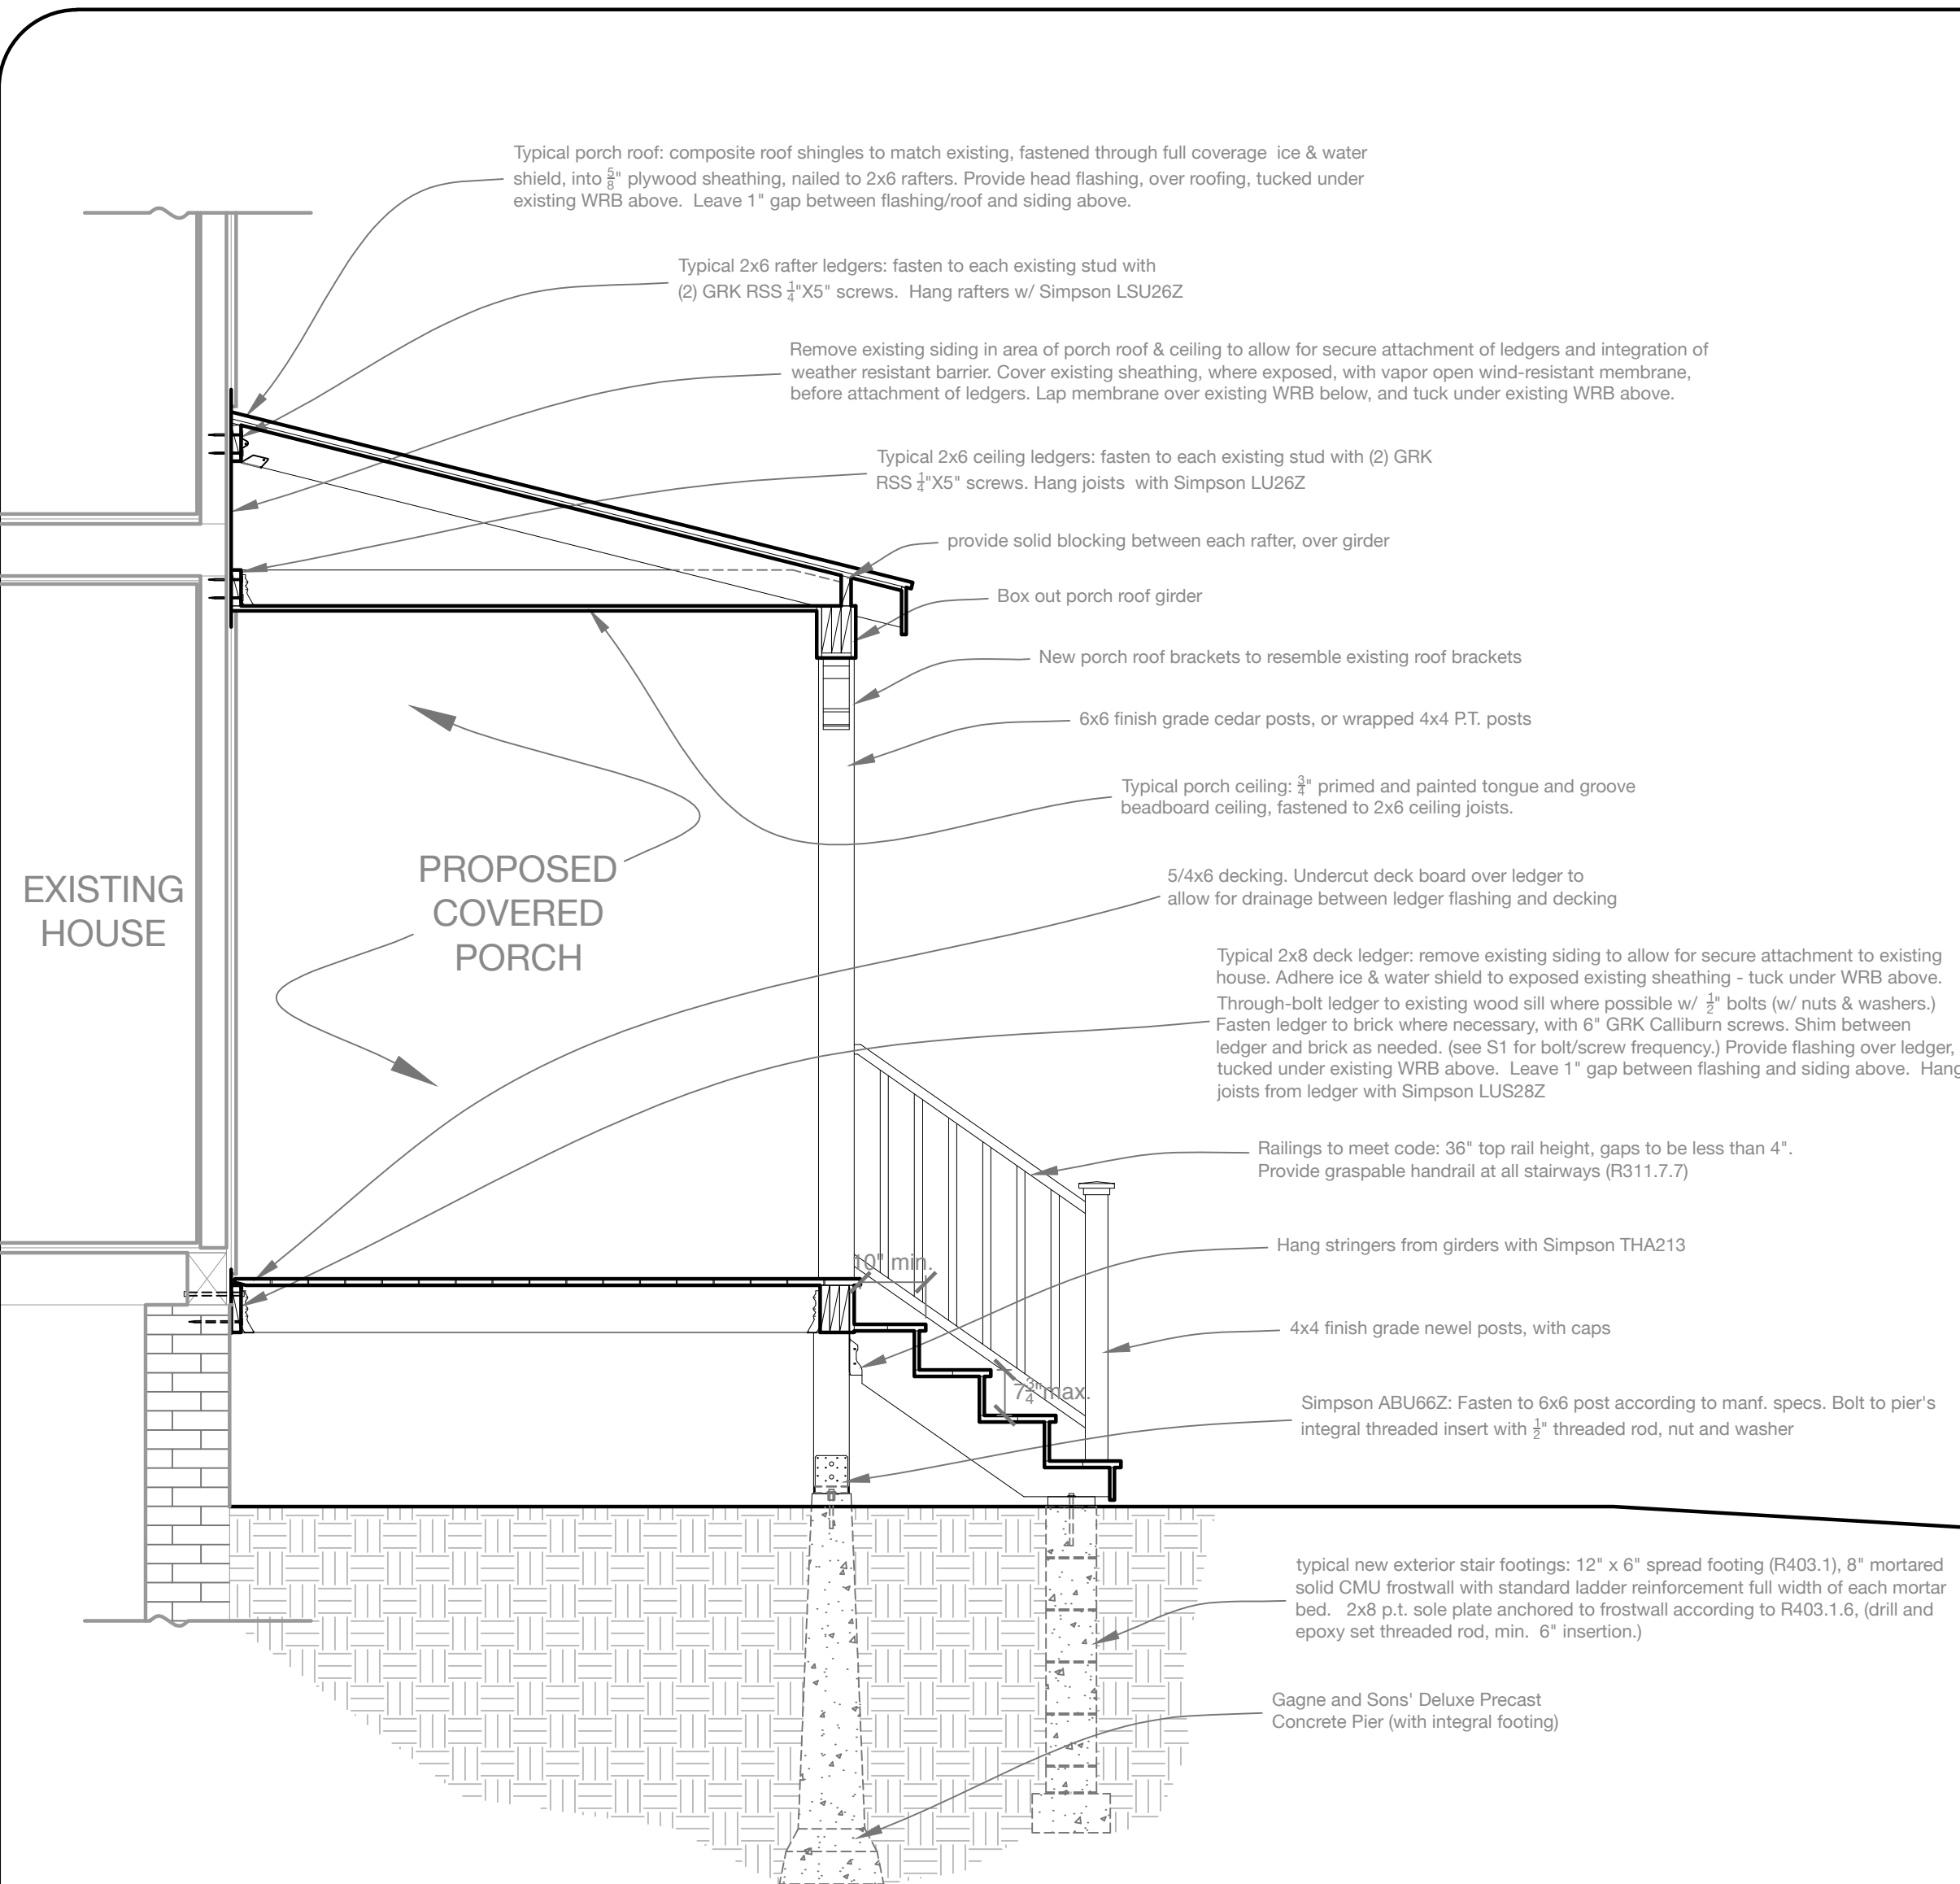 Typical porch roof: composite roof shingles to match existing, fastened through full coverage ice & water
shield, into 5/8" plywood sheathing, nailed to 2x6 rafters. Provide head flashing, over roofing, tucked under
existing WRB above. Leave 1" gap between flashing/roof and siding above.
Typical 2x6 rafter ledgers: fasten to each existing stud with
(2) GRK RSS 1/4"X5" screws. Hang rafters w/ Simpson LSU26Z
Remove existing siding in area of porch roof & ceiling to allow for secure attachment of ledgers and integration of
weather resistant barrier. Cover existing sheathing, where exposed, with vapor open wind-resistant membrane,
before attachment of ledgers. Lap membrane over existing WRB below, and tuck under existing WRB above.
Typical 2x6 ceiling ledgers: fasten to each existing stud with (2) GRK
RSS 1/4"X5" screws. Hang joists with Simpson LU26Z
provide solid blocking between each rafter, over girder
Box out porch roof girder
New porch roof brackets to resemble existing roof brackets
6x6 finish grade cedar posts, or wrapped 4x4 P.T. posts
Typical porch ceiling: 3/4" primed and painted tongue and groove
beadboard ceiling, fastened to 2x6 ceiling joists.
EXISTING
HOUSE
PROPOSED
COVERED
PORCH
5/4x6 decking. Undercut deck board over ledger to
allow for drainage between ledger flashing and decking
Typical 2x8 deck ledger: remove existing siding to allow for secure attachment to existing
house. Adhere ice & water shield to exposed existing sheathing - tuck under WRB above.
Through-bolt ledger to existing wood sill where possible w/ 1/2" bolts (w/ nuts & washers.)
Fasten ledger to brick where necessary, with 6" GRK Calliburn screws. Shim between
ledger and brick as needed. (see S1 for bolt/screw frequency.) Provide flashing over ledger,
tucked under existing WRB above. Leave 1" gap between flashing and siding above. Hang
joists from ledger with Simpson LUS28Z
Railings to meet code: 36" top rail height, gaps to be less than 4".
Provide graspable handrail at all stairways (R311.7.7)
Hang stringers from girders with Simpson THA213
10" min.
4x4 finish grade newel posts, with caps
7 3/4" max.
Simpson ABU66Z: Fasten to 6x6 post according to manf. specs. Bolt to pier's
integral threaded insert with 1/2" threaded rod, nut and washer
typical new exterior stair footings: 12" x 6" spread footing (R403.1), 8" mortared
solid CMU frostwall with standard ladder reinforcement full width of each mortar
bed. 2x8 p.t. sole plate anchored to frostwall according to R403.1.6, (drill and
epoxy set threaded rod, min. 6" insertion.)
Gagne and Sons' Deluxe Precast
Concrete Pier (with integral footing)